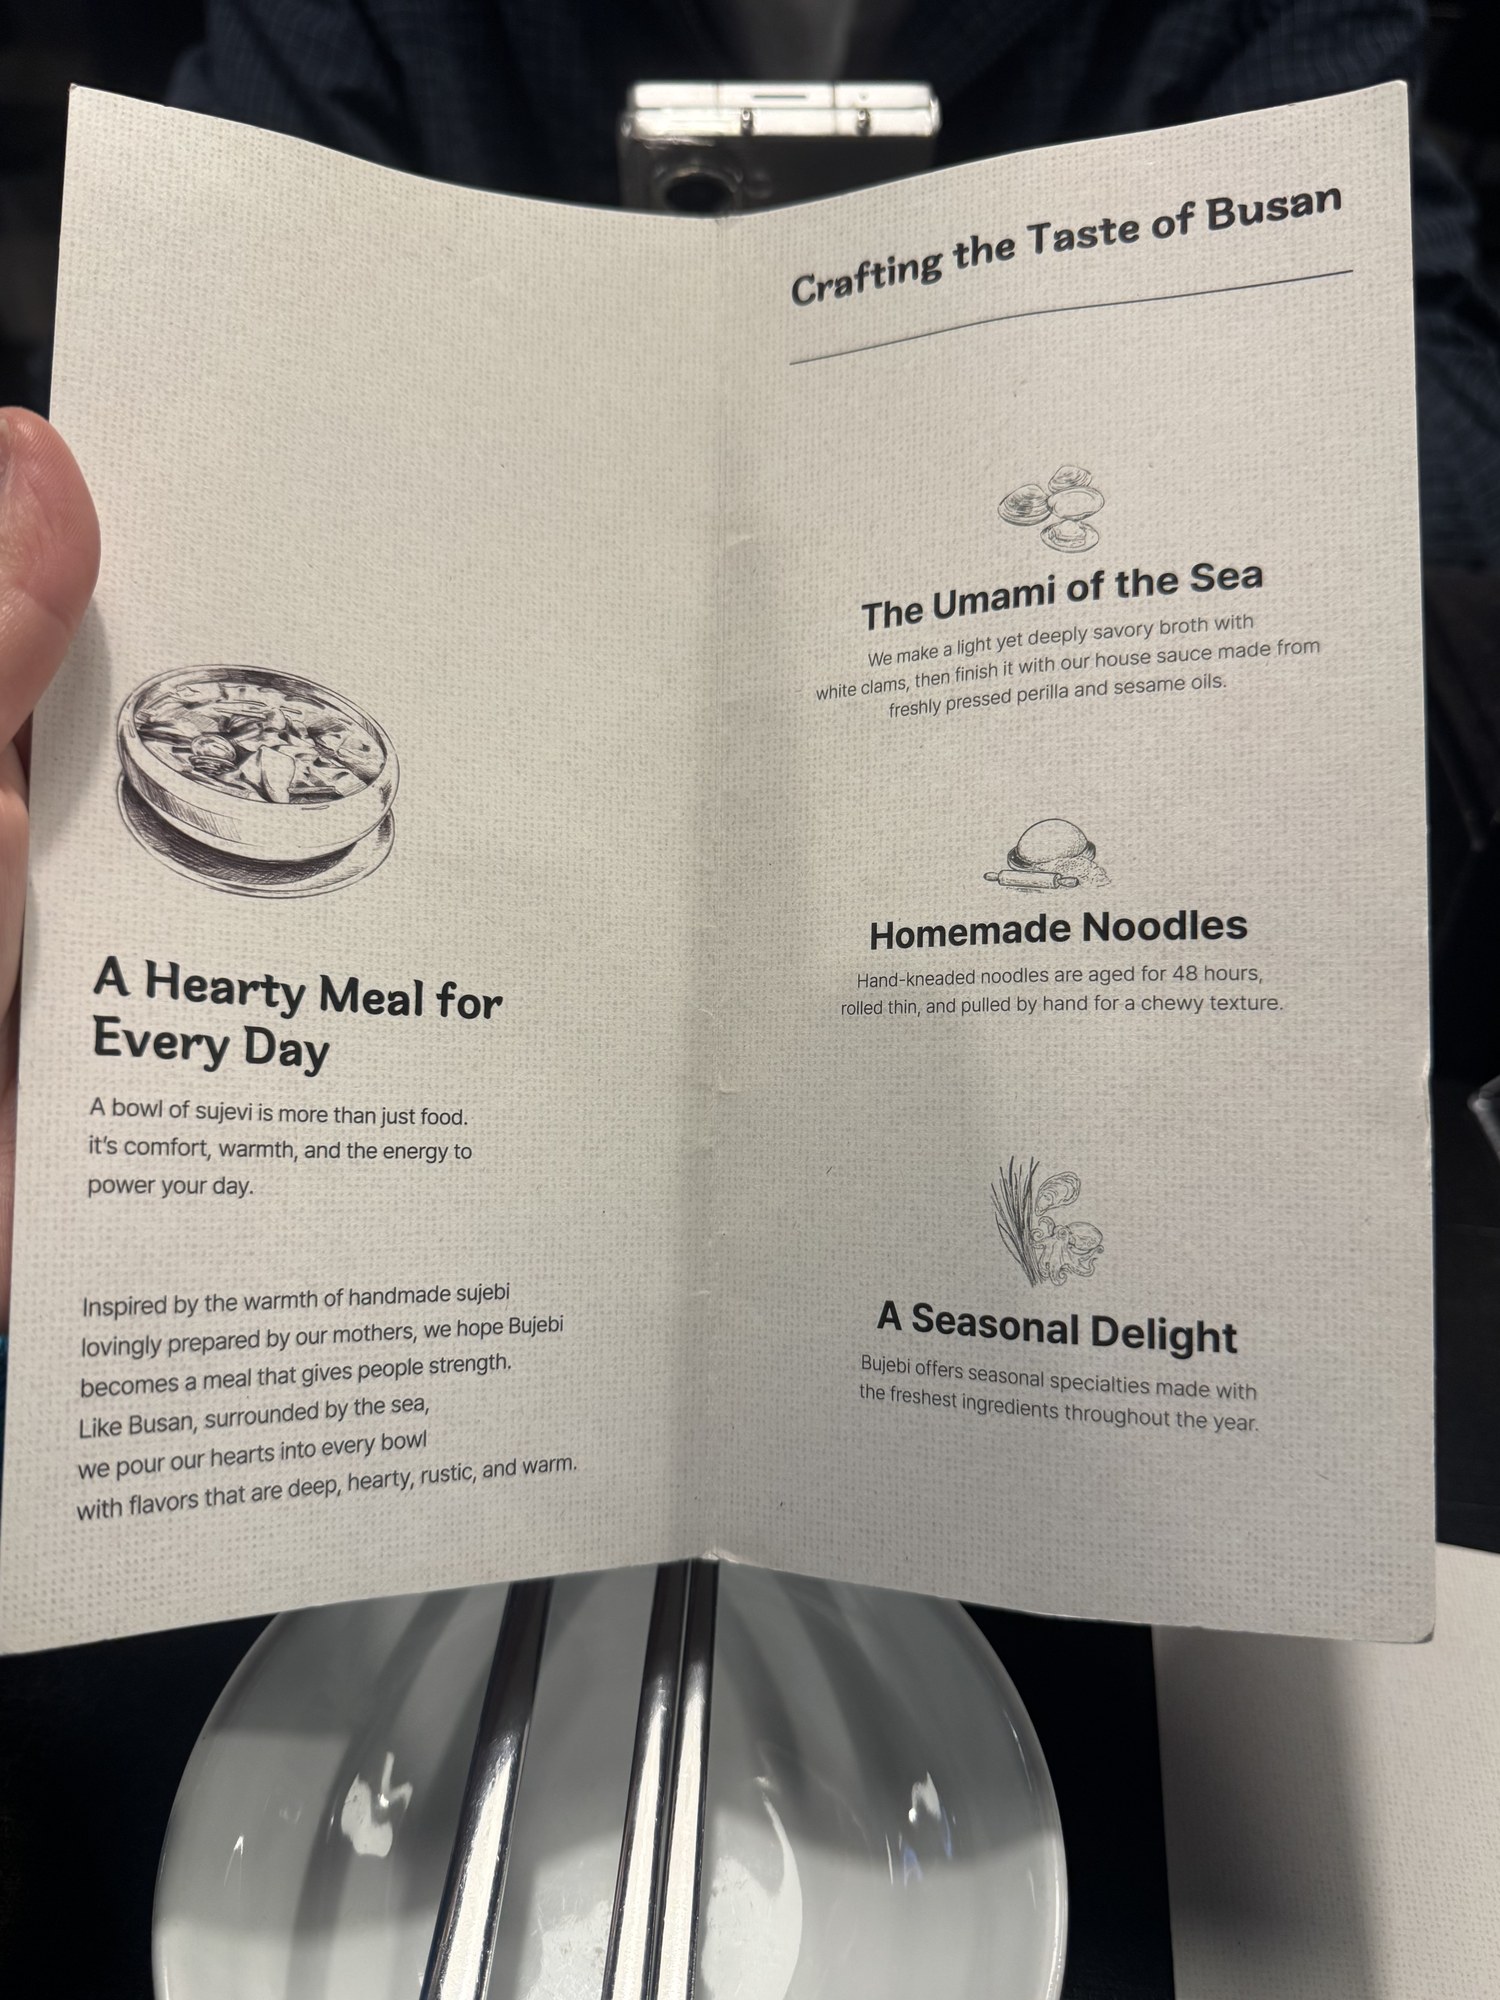 A Hearty Meal for
Every Day
A bowl of sujevi is more than just food.
it's comfort, warmth, and the energy to
power your day.
Inspired by the warmth of handmade sujebi
lovingly prepared by our mothers, we hope Bujebi
becomes a meal that gives people strength.
Like Busan, surrounded by the sea,
we pour our hearts into every bowl
with flavors that are deep, hearty, rustic, and warm.
Crafting the Taste of Busan
The Umami of the Sea
We make a light yet deeply savory broth with
white clams, then finish it with our house sauce made from
freshly pressed perilla and sesame oils.
Homemade Noodles
Hand-kneaded noodles are aged for 48 hours,
rolled thin, and pulled by hand for a chewy texture.
A Seasonal Delight
Bujebi offers seasonal specialties made with
the freshest ingredients throughout the year.